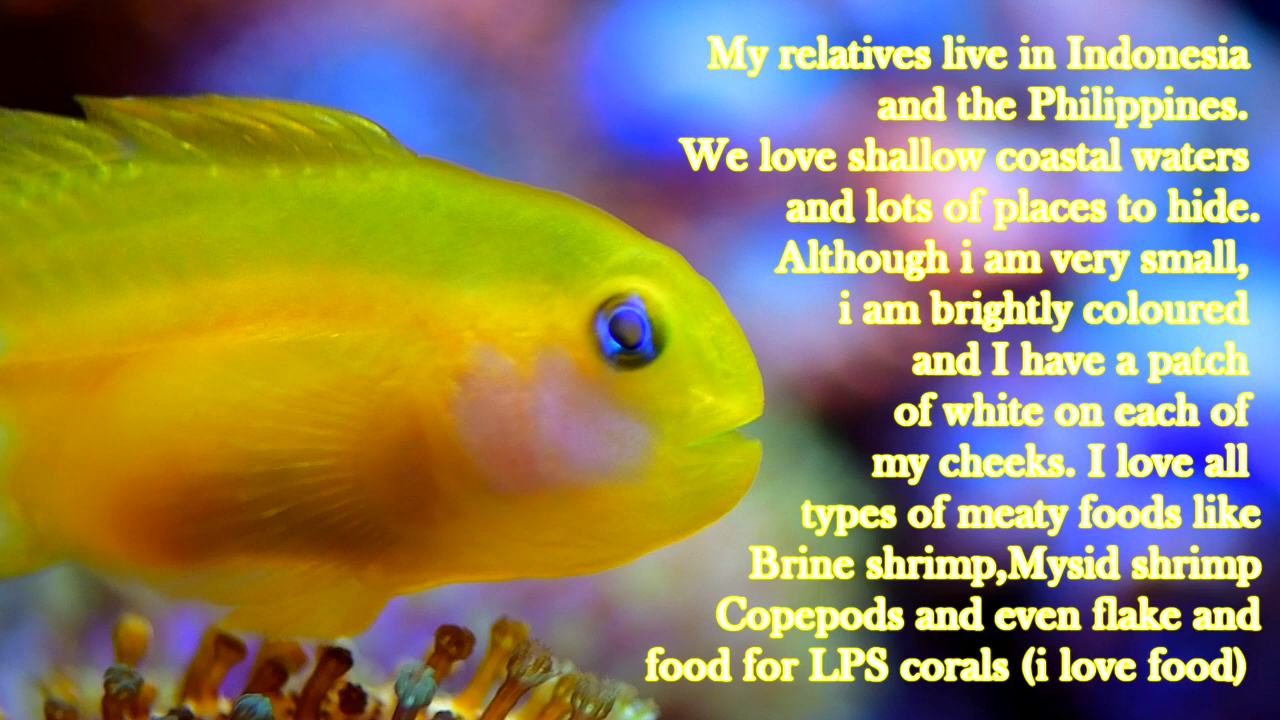 My relatives live in Indonesia
and the Philippines.
We love shallow coastal waters
and lots of places to hide.
Although i am very small,
i am brightly coloured
and I have a patch
of white on each of
my cheeks. I love all
types of meaty foods like
Brine shrimp,Mysid shrimp
Copepods and even flake and
food for LPS corals (i love food)